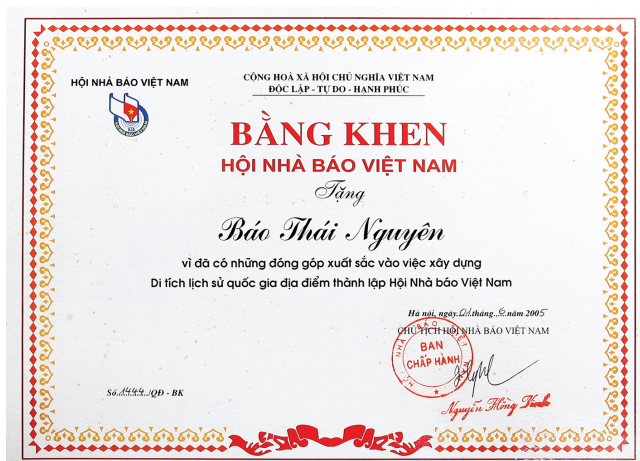 HỘI NHÀ BÁO VIỆT NAM
CỘNG HOÀ XÃ HỘI CHỦ NGHĨA VIỆT NAM
ĐỘC LẬP - TỰ DO - HẠNH PHÚC
BẰNG KHEN
HỘI NHÀ BÁO VIỆT NAM
Tặng
Báo Thái Nguyên
vì đã có những đóng góp xuất sắc vào việc xây dựng
Di tích lịch sử quốc gia địa điểm thành lập Hội Nhà báo Việt Nam
Hà nội, ngày 01 tháng 6 năm 2005
CHỦ TỊCH HỘI NHÀ BÁO VIỆT NAM
BAN
CHẤP HÀNH
Số 1444 /QĐ - BK
Nguyễn Hồng Vinh